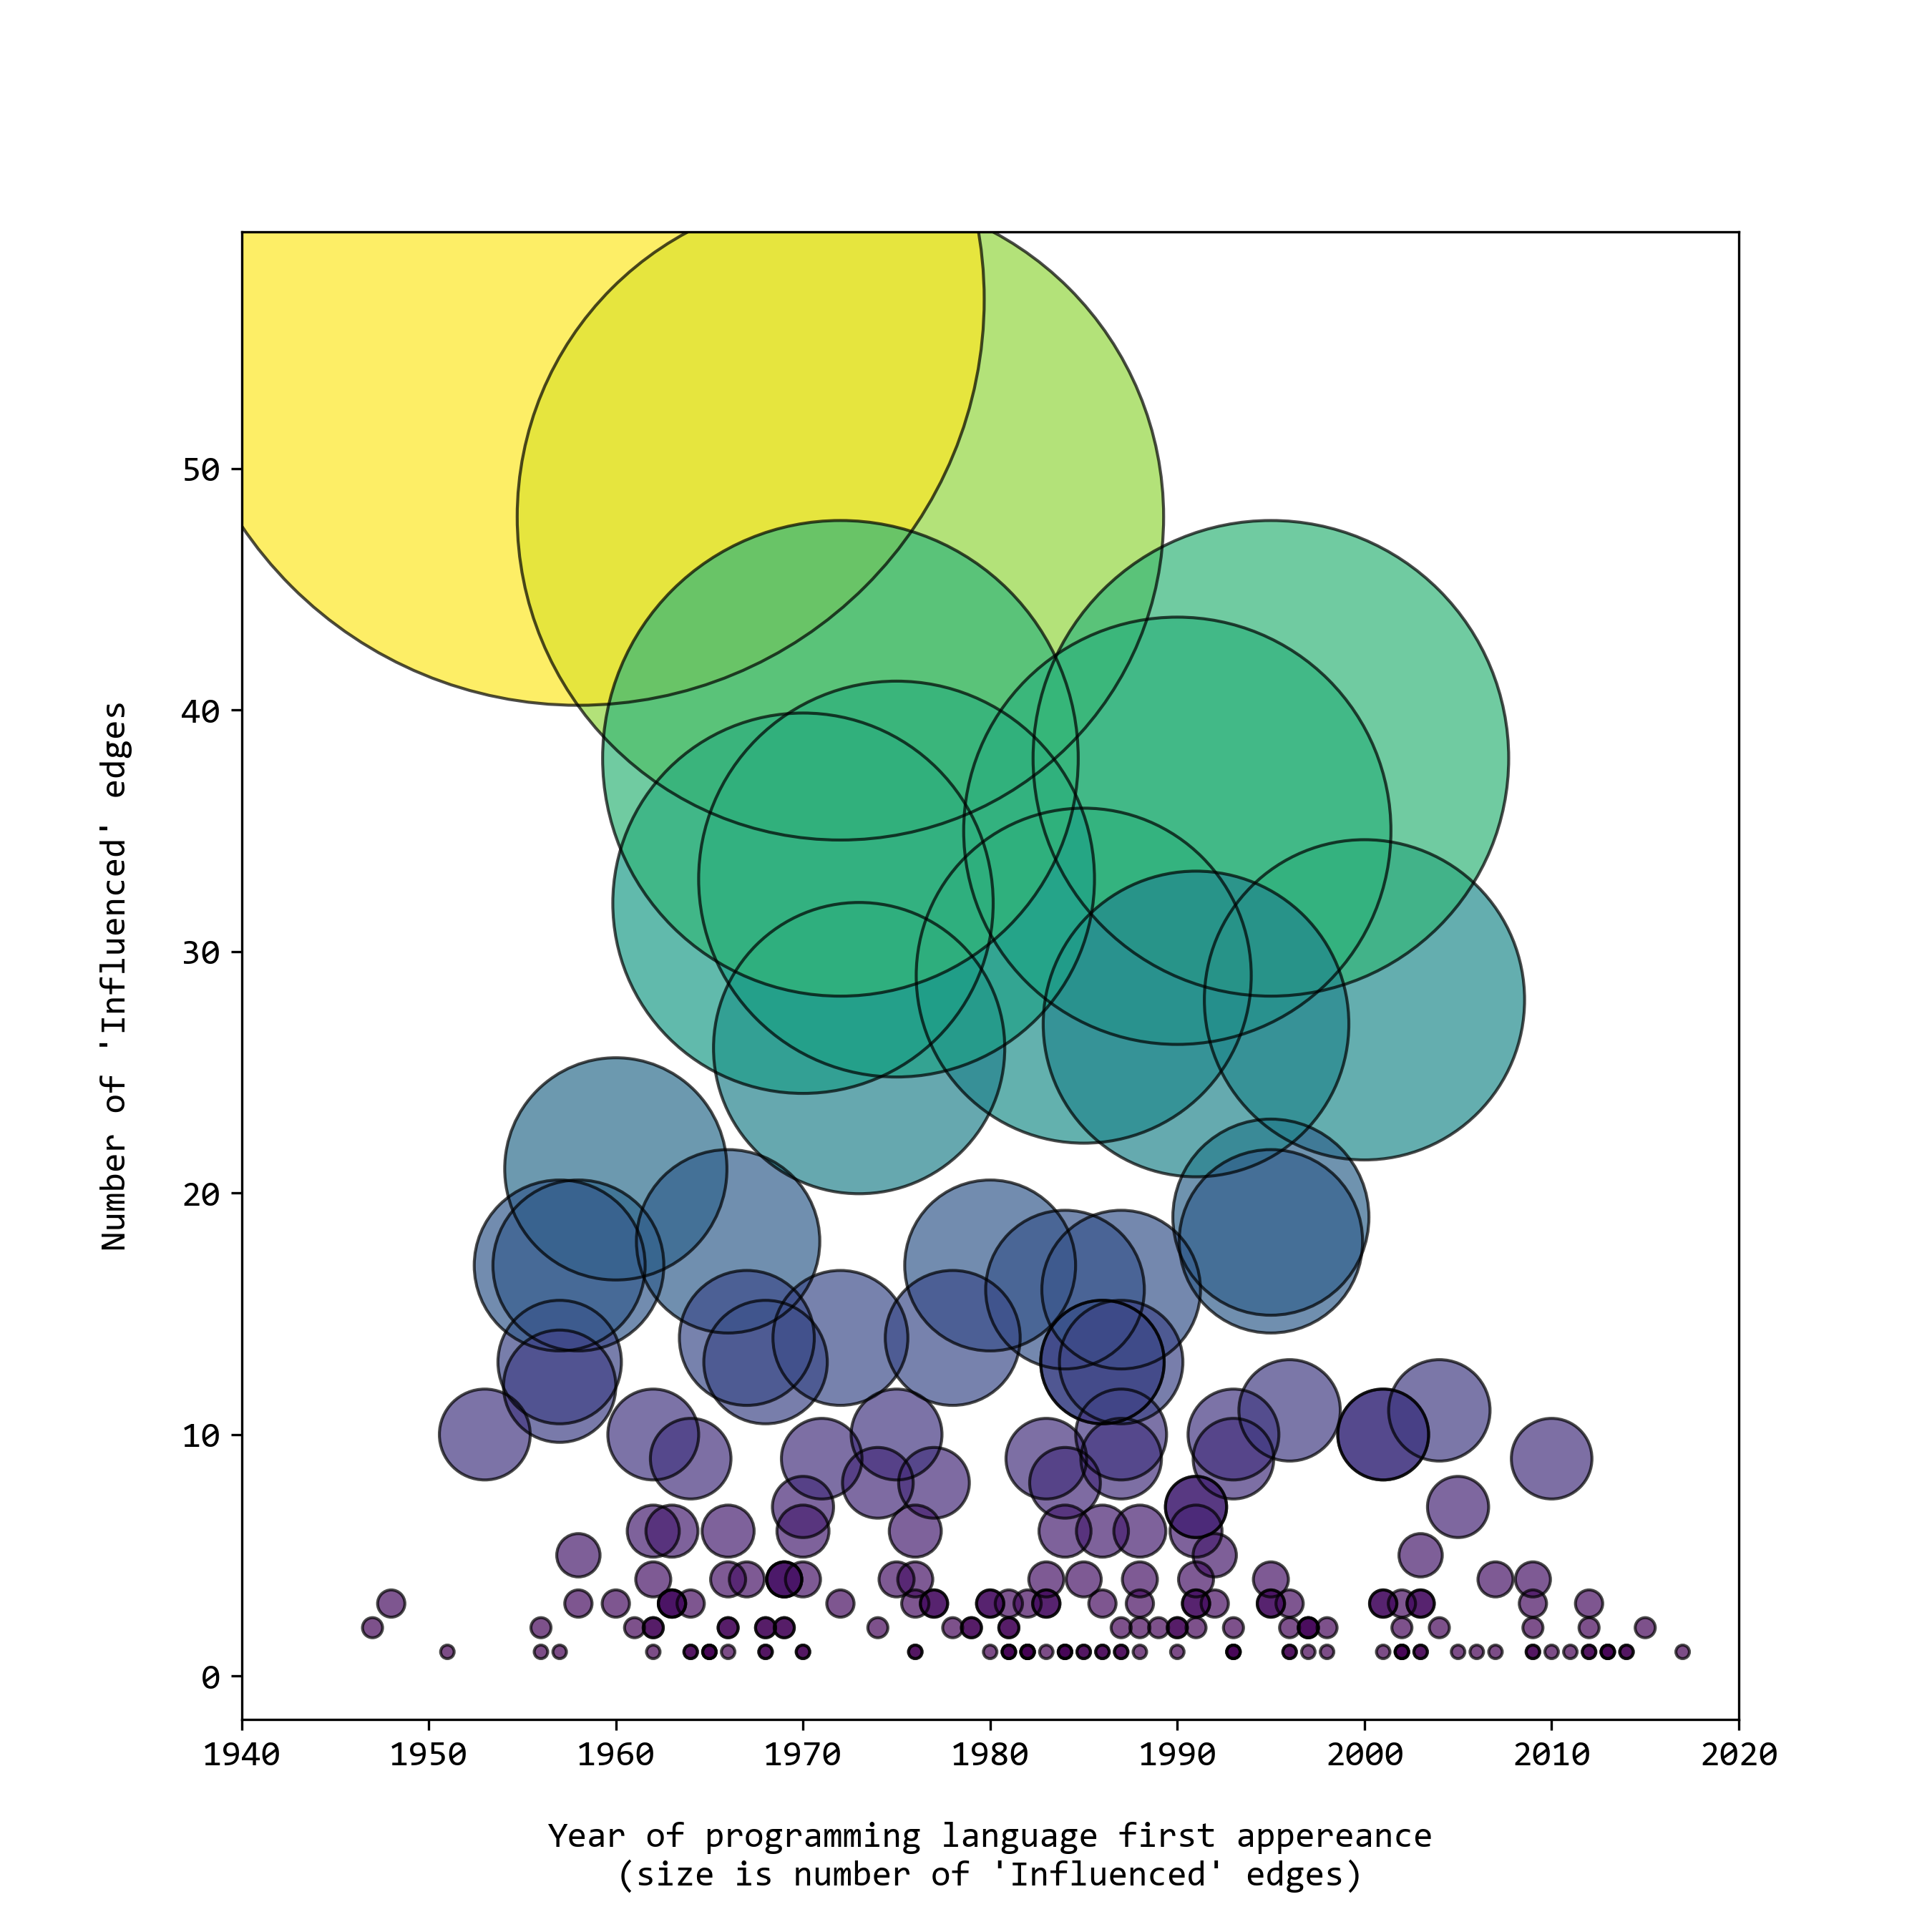 50
40
30
20
10
0
Number of 'Influenced' edges
1940 1950 1960 1970 1980 1990 2000 2010 2020
Year of programming language first appereance
(size is number of 'Influenced' edges)